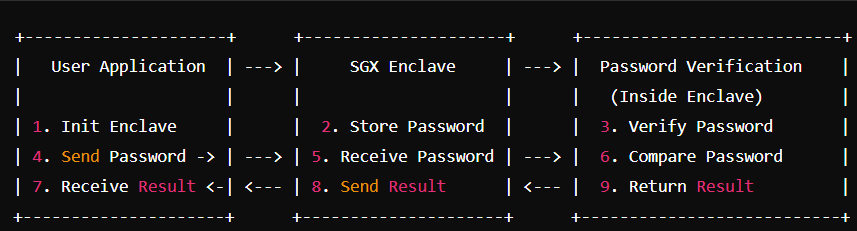 +---------------------+      +---------------------+      +--------------------------+
|   User Application  | ---> |     SGX Enclave     | ---> |  Password Verification    |
|                     |      |                     |      |   (Inside Enclave)        |
| 1. Init Enclave     |      |  2. Store Password  |      |  3. Verify Password       |
| 4. Send Password -> | ---> | 5. Receive Password | ---> |  6. Compare Password      |
| 7. Receive Result <-| <--- | 8. Send Result      | <--- |  9. Return Result         |
+---------------------+      +---------------------+      +--------------------------+